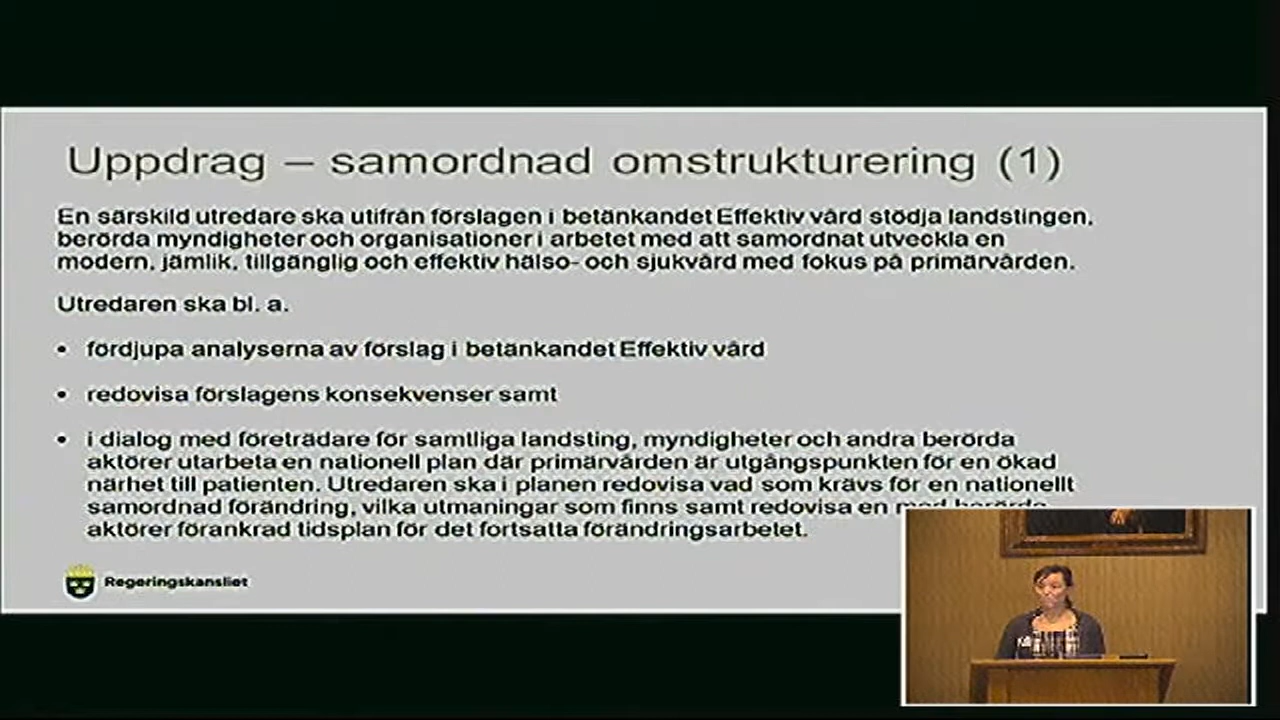 Uppdrag – samordnad omstrukturering (1)
En särskild utredare ska utifrån förslagen i betänkandet Effektiv vård stödja landstingen,
berörda myndigheter och organisationer i arbetet med att samordnat utveckla en
modern, jämlik, tillgänglig och effektiv hälso- och sjukvård med fokus på primärvården.
Utredaren ska bl. a.
• fördjupa analyserna av förslag i betänkandet Effektiv vård
• redovisa förslagens konsekvenser samt
• i dialog med företrädare för samtliga landsting, myndigheter och andra berörda
aktörer utarbeta en nationell plan där primärvården är utgångspunkten för en ökad
närhet till patienten. Utredaren ska i planen redovisa vad som krävs för en nationellt
samordnad förändring, vilka utmaningar som finns samt redovisa en med berörda
aktörer förankrad tidsplan för det fortsatta förändringsarbetet.
Regeringskansliet